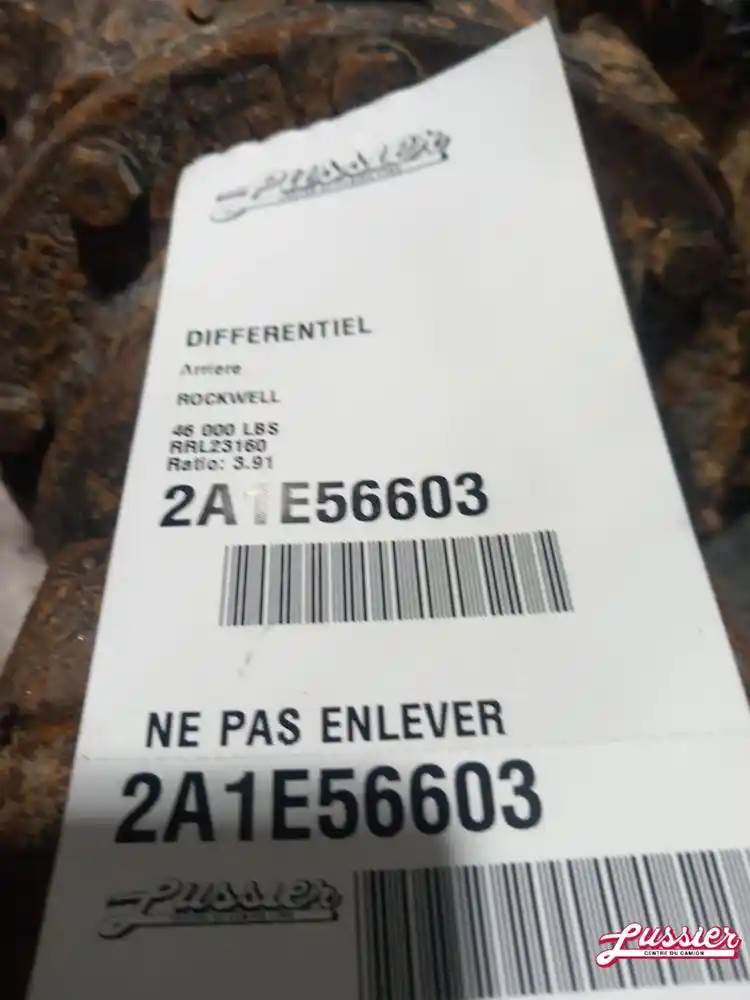 Lussier
DIFFERENTIEL
Arriere
ROCKWELL
46 000 LBS
RRL23160
Ratio: 3.91
2A1E56603
NE PAS ENLEVER
2A1E56603
Lussier
Lussier
CENTRE DU CAMION